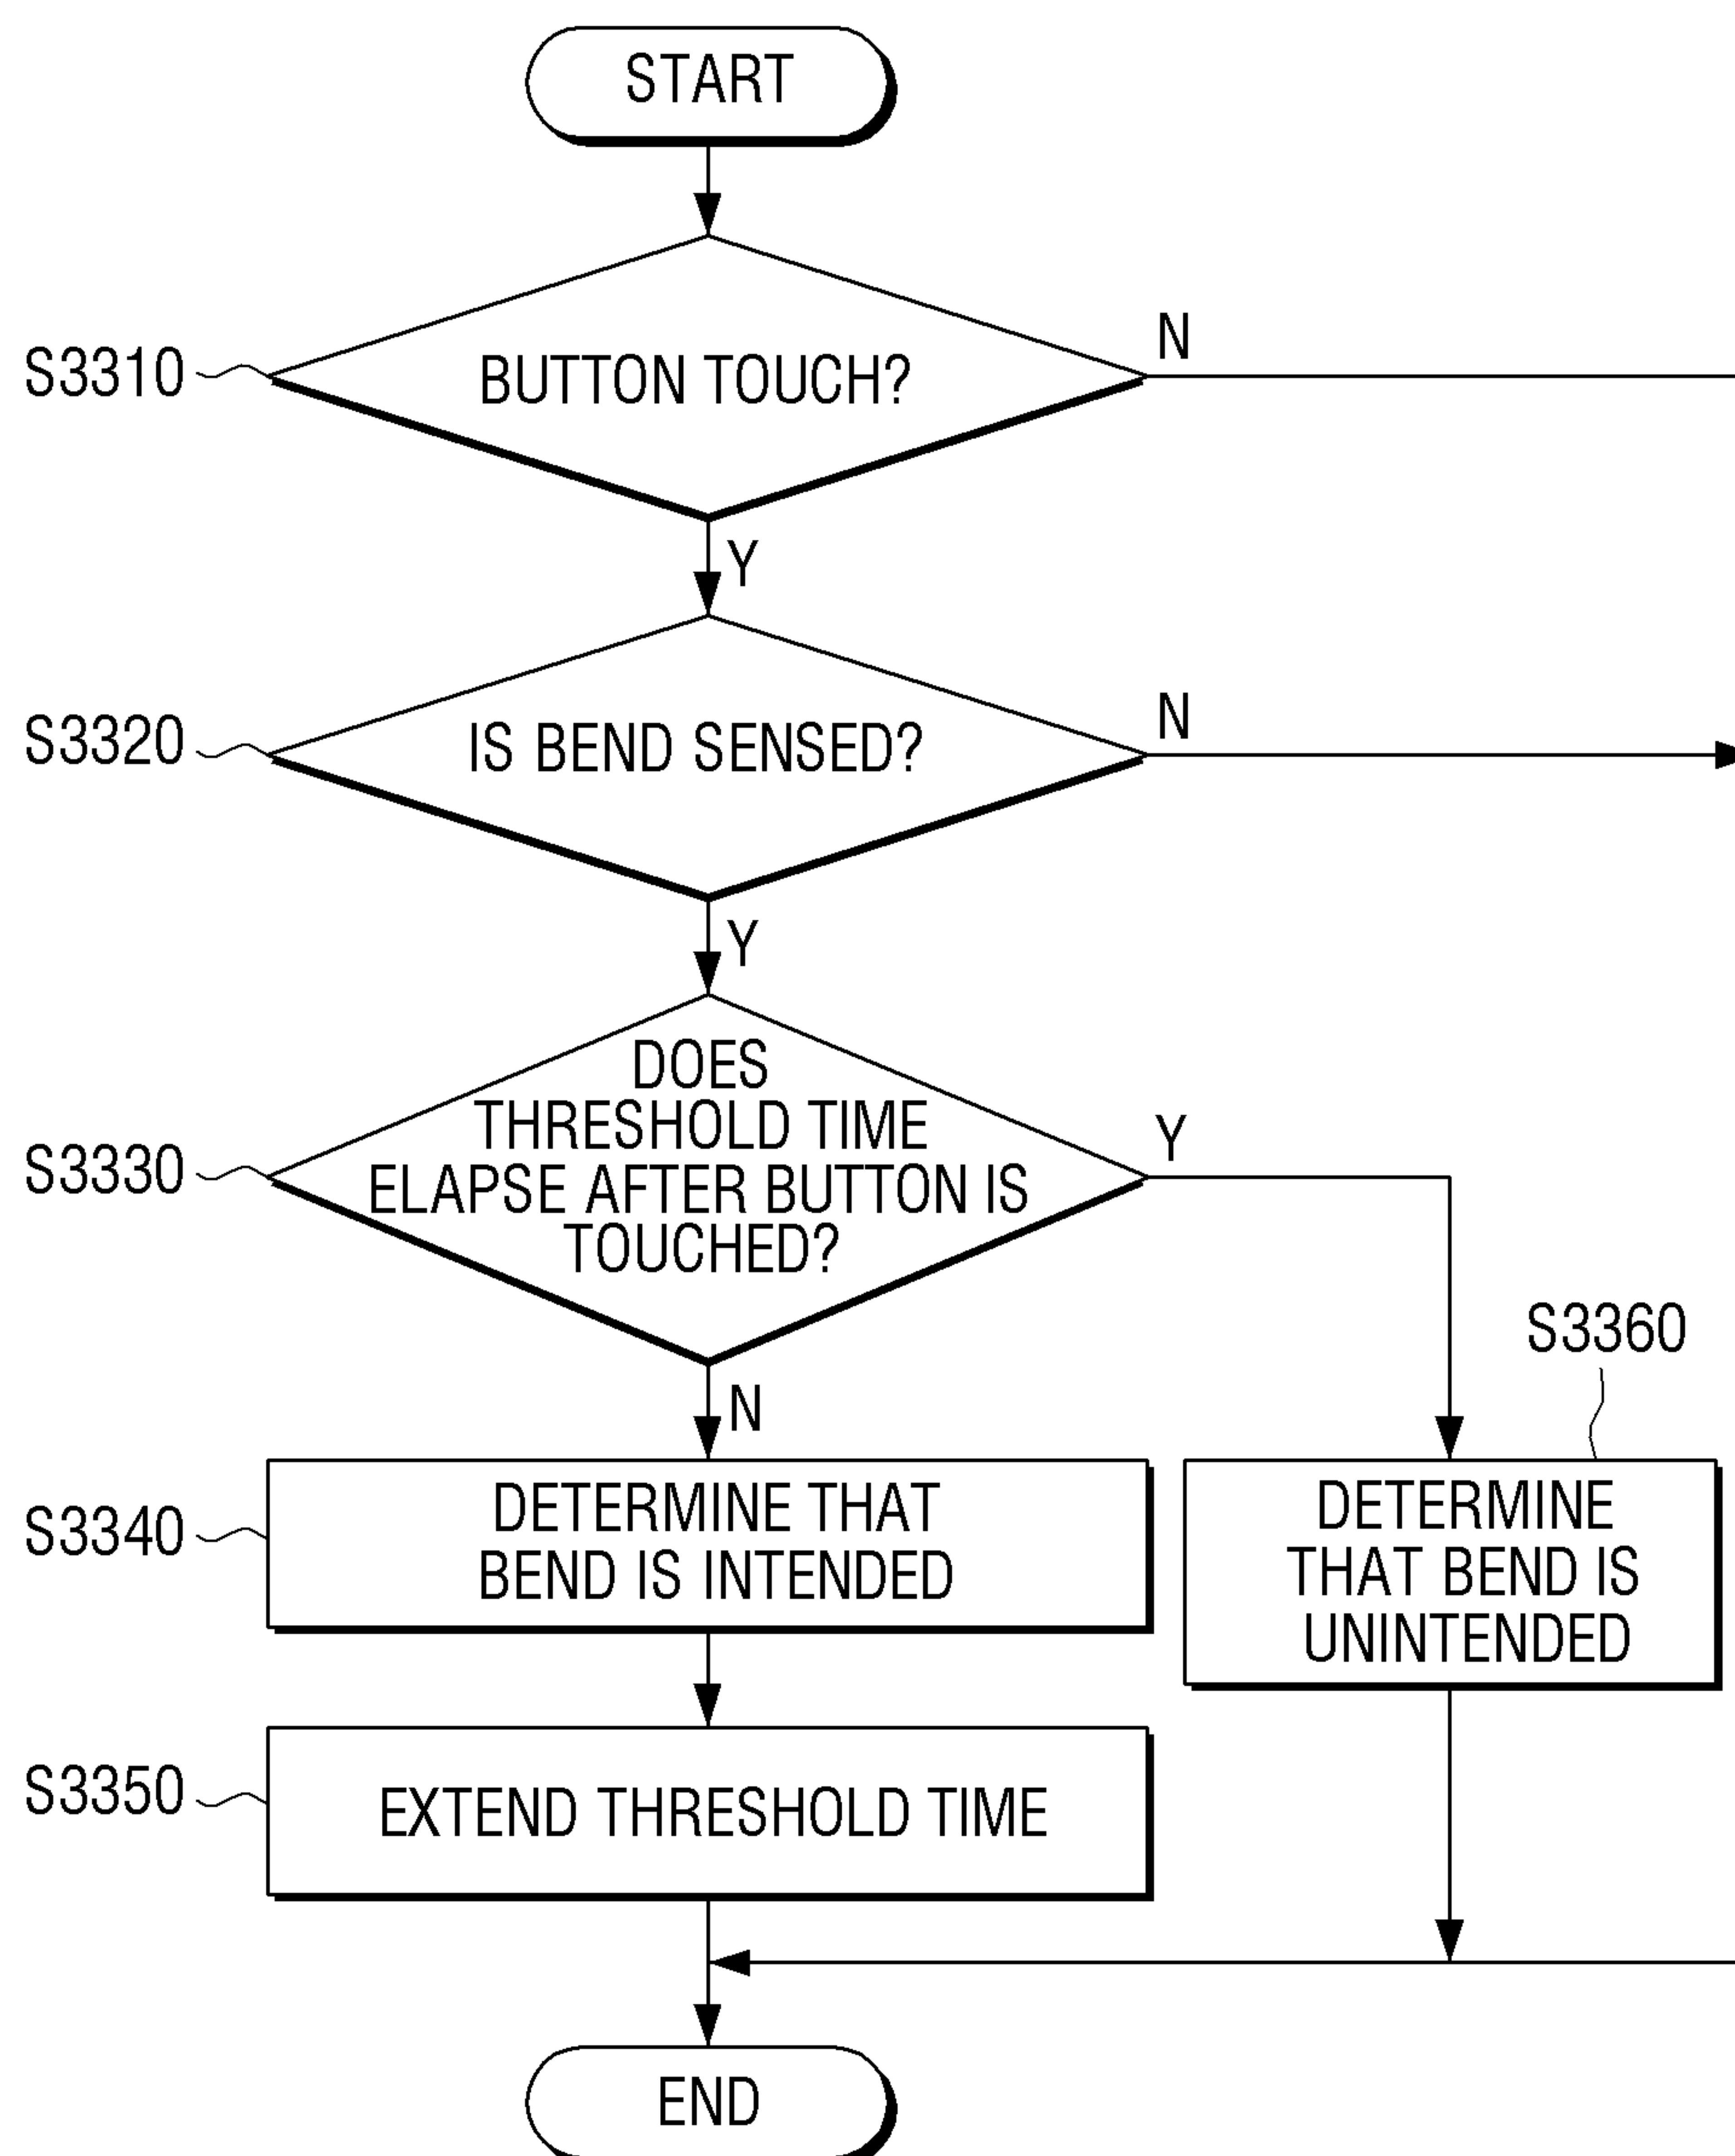 START
S3310
BUTTON TOUCH?
N
Y
S3320
IS BEND SENSED?
N
Y
S3330
DOES
THRESHOLD TIME
ELAPSE AFTER BUTTON IS
TOUCHED?
Y
N
S3360
S3340
DETERMINE THAT
BEND IS INTENDED
DETERMINE
THAT BEND IS
UNINTENDED
S3350
EXTEND THRESHOLD TIME
END